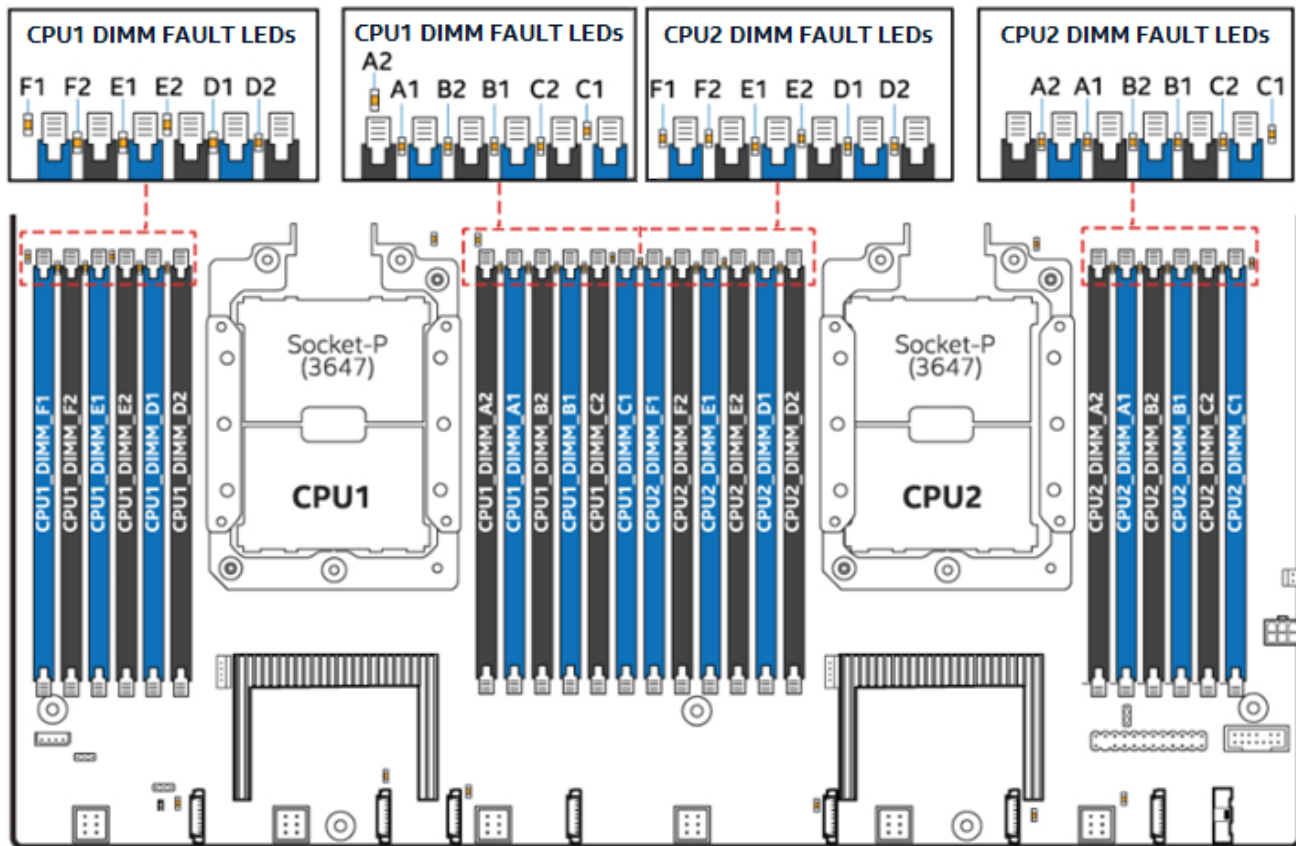 CPU1 DIMM FAULT LEDs
A2
F1 F2 E1 E2 D1 D2
CPU1 DIMM FAULT LEDs
A2
A1 B2 B1 C2 C1
CPU2 DIMM FAULT LEDs
F1 F2 E1 E2 D1 D2
CPU2 DIMM FAULT LEDs
A2 A1 B2 B1 C2 C1
CPU1_DIMM_F1
CPU1_DIMM_F2
CPU1_DIMM_E1
CPU1_DIMM_E2
CPU1_DIMM_D1
CPU1_DIMM_D2
Socket-P
(3647)
CPU1
CPU1_DIMM_A2
CPU1_DIMM_A1
CPU1_DIMM_B2
CPU1_DIMM_B1
CPU1_DIMM_C2
CPU1_DIMM_C1
CPU2_DIMM_F1
CPU2_DIMM_F2
CPU2_DIMM_E1
CPU2_DIMM_E2
CPU2_DIMM_D1
CPU2_DIMM_D2
Socket-P
(3647)
CPU2
CPU2_DIMM_A2
CPU2_DIMM_A1
CPU2_DIMM_B2
CPU2_DIMM_B1
CPU2_DIMM_C2
CPU2_DIMM_C1